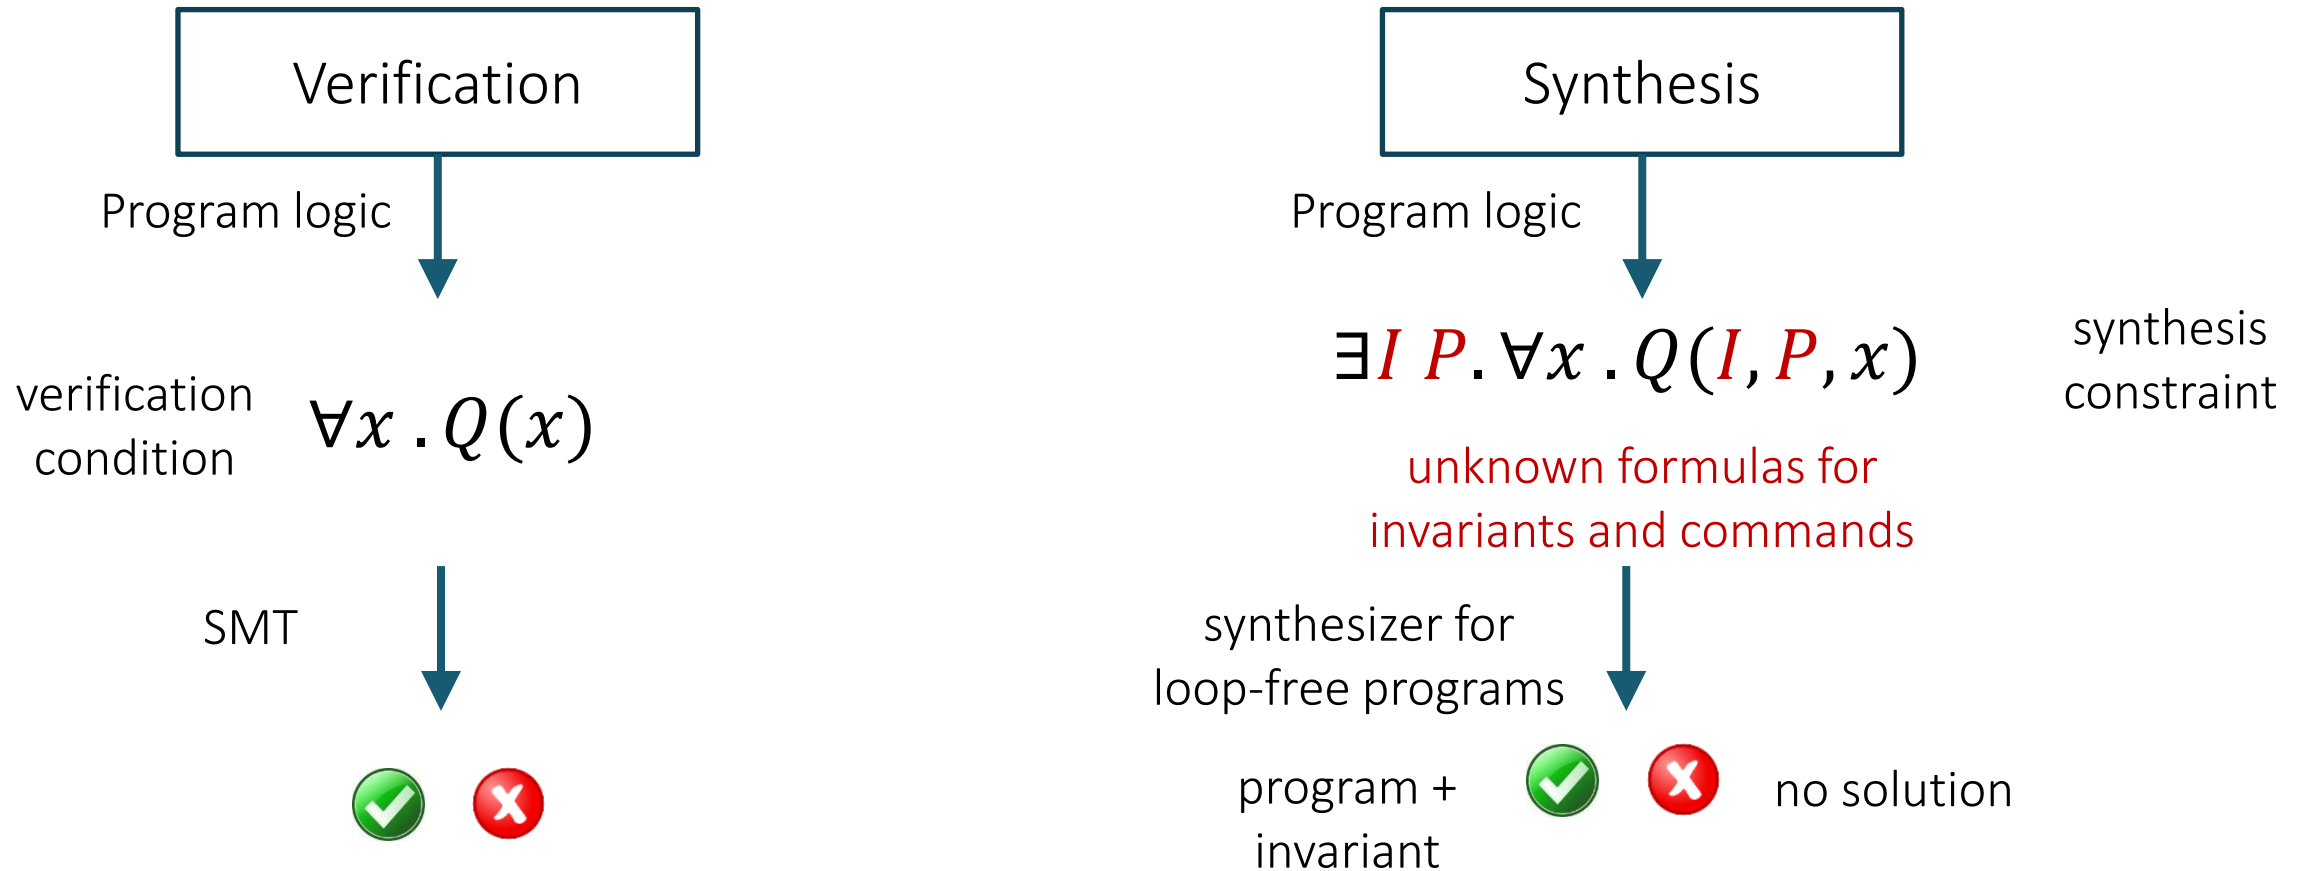 Verification
Program logic
verification
condition
∀x . Q(x)
SMT
Synthesis
Program logic
∃I P. ∀x . Q(I, P, x)
synthesis
constraint
unknown formulas for
invariants and commands
synthesizer for
loop-free programs
program +
invariant
no solution